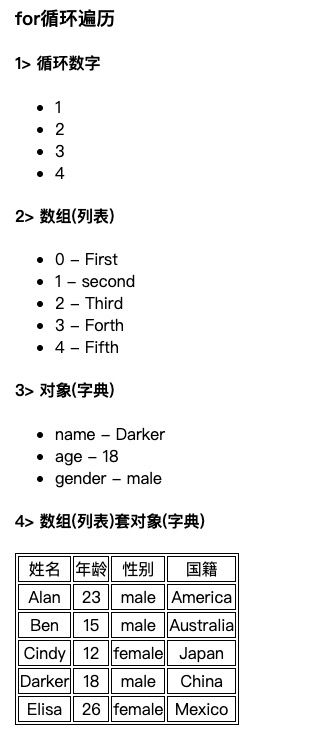 for循环遍历
1> 循环数字
1
2
3
4
2> 数组(列表)
0 – First
1 – second
2 – Third
3 – Forth
4 – Fifth
3> 对象(字典)
name – Darker
age – 18
gender – male
4> 数组(列表)套对象(字典)
姓名 年龄 性别 国籍
Alan 23 male America
Ben 15 male Australia
Cindy 12 female Japan
Darker 18 male China
Elisa 26 female Mexico